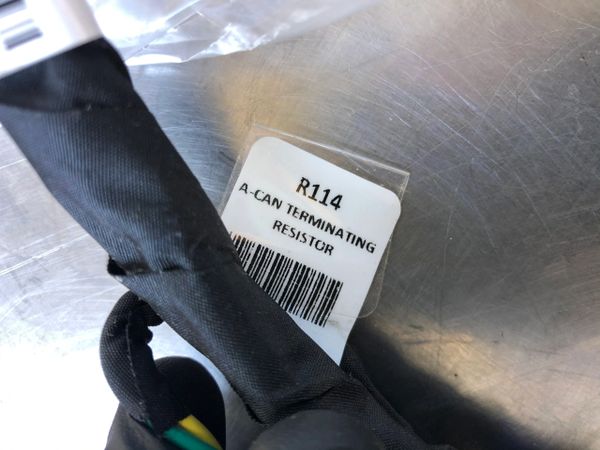 R114
A-CAN TERMINATING
RESISTOR